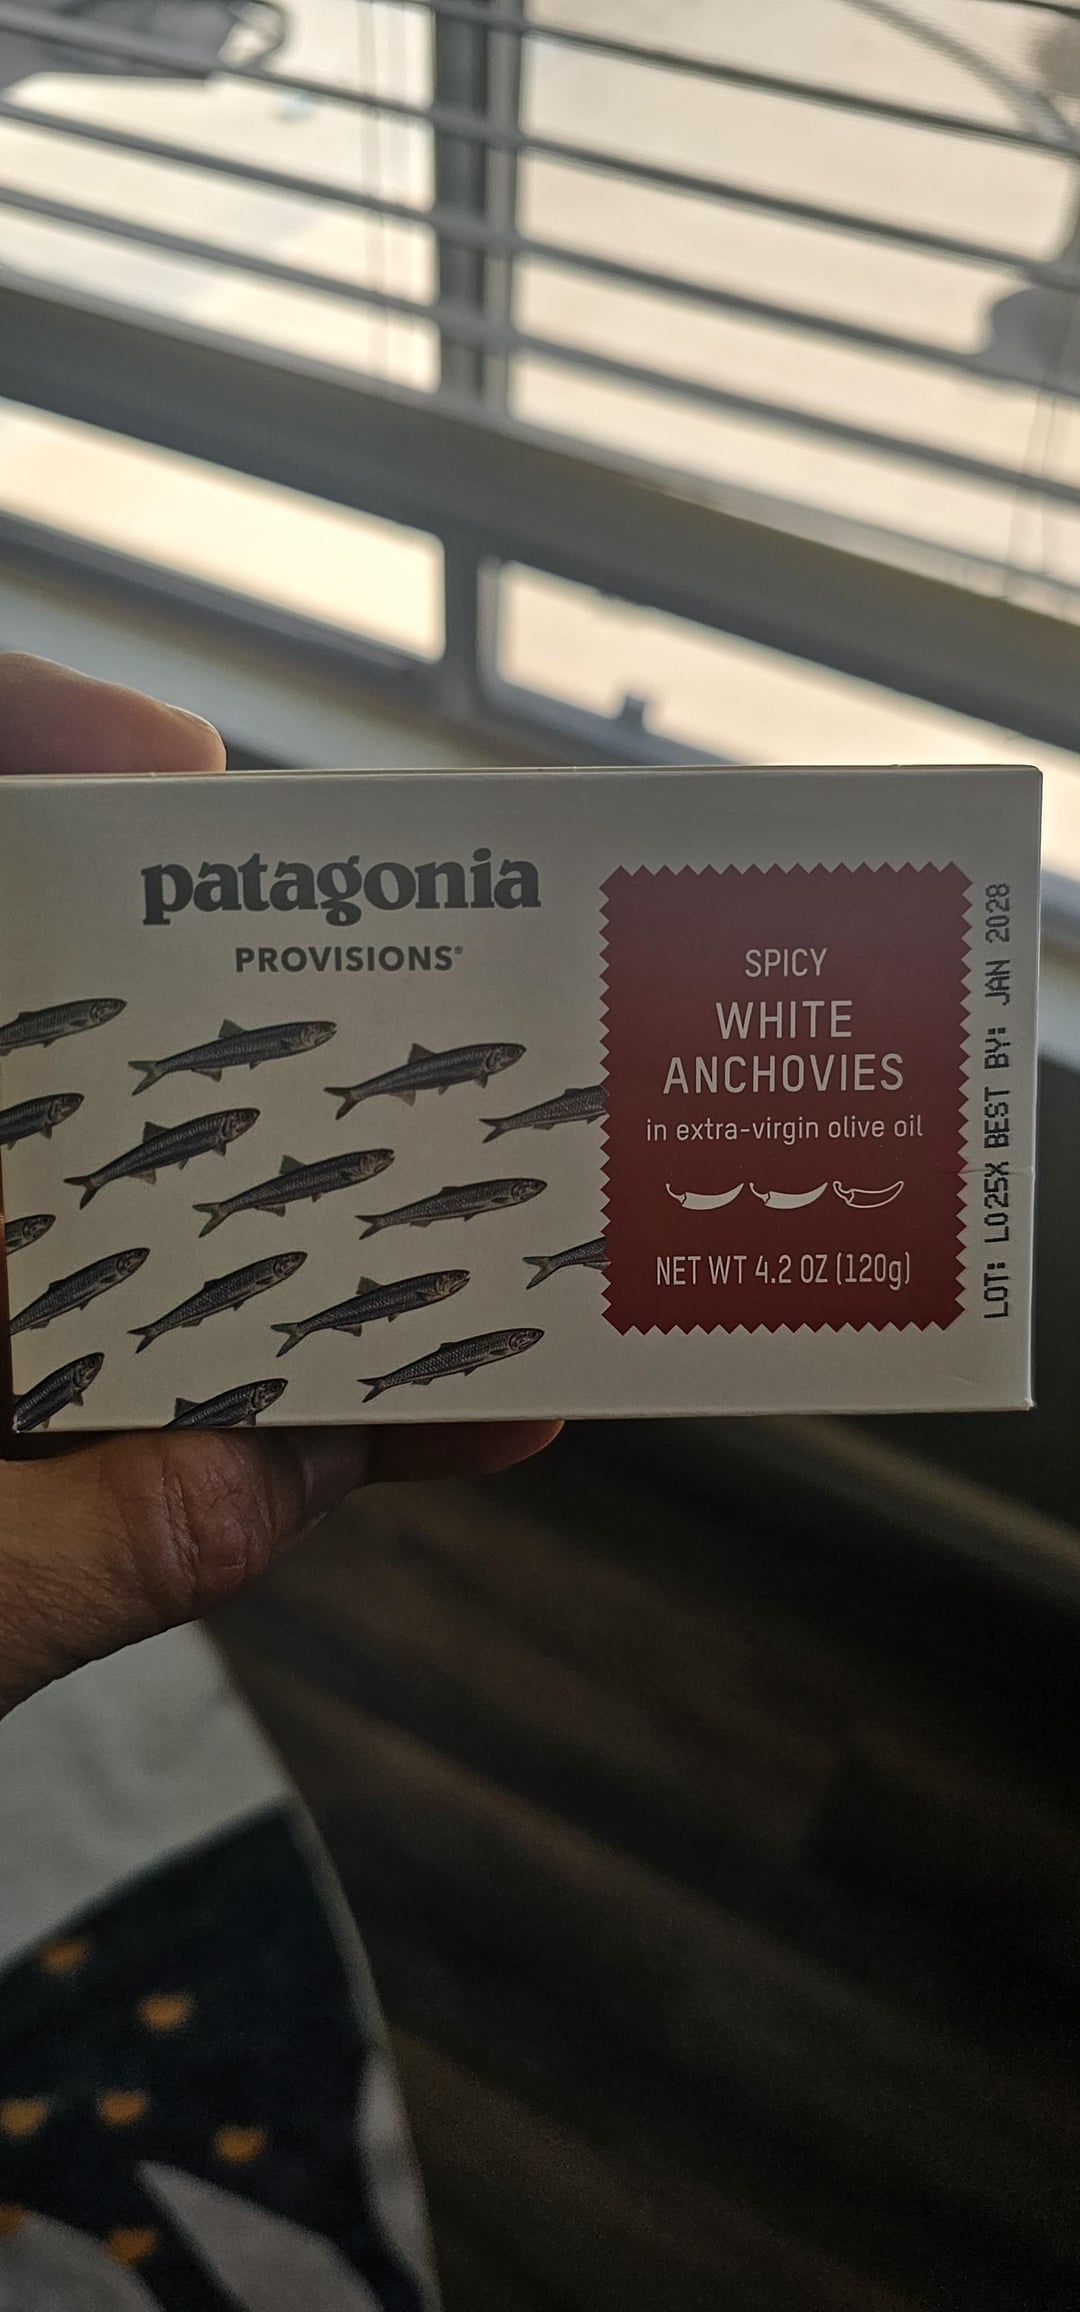 patagonia
PROVISIONS®
SPICY
WHITE
ANCHOVIES
in extra-virgin olive oil
NET WT 4.2 OZ (120g)
LOT: L025X BEST BY: JAN 2028